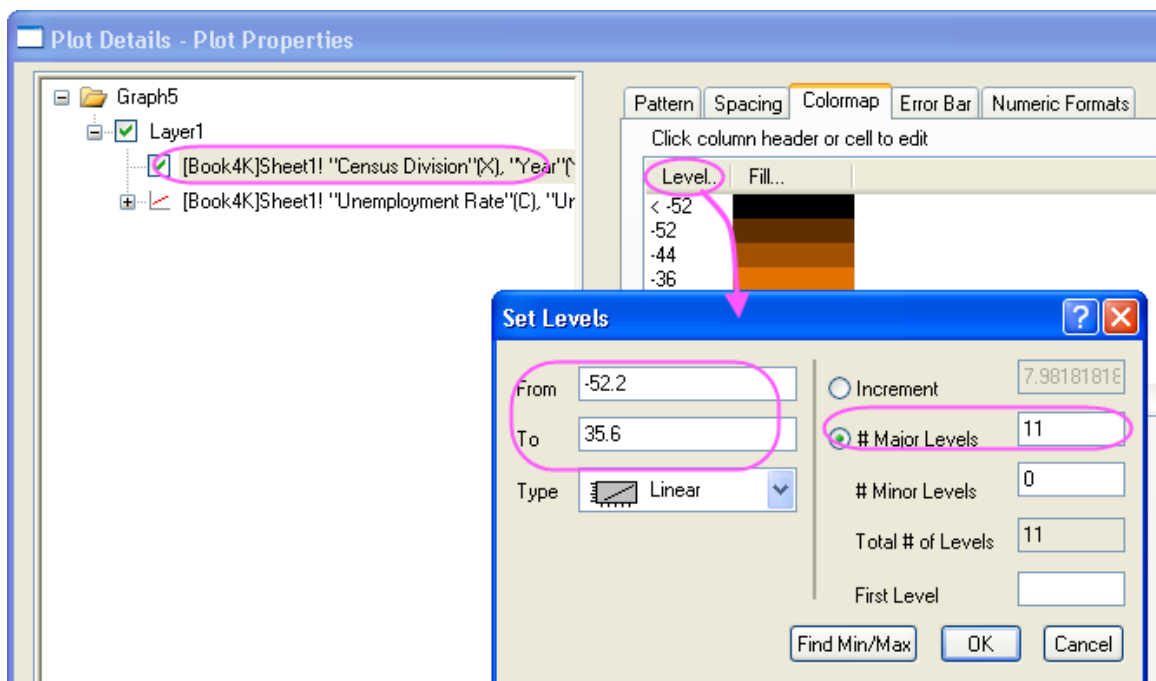 Plot Details - Plot Properties
Graph5
Layer1
[Book4K]Sheet1! "Census Division"(X), "Year"(Y
[Book4K]Sheet1! "Unemployment Rate"(C), "Ur
Pattern Spacing Colormap Error Bar Numeric Formats
Click column header or cell to edit
Level.. Fill...
< -52
-52
-44
-36
Set Levels
From -52.2
To 35.6
Type Linear
Increment 7.98181818
# Major Levels 11
# Minor Levels 0
Total # of Levels 11
First Level
Find Min/Max OK Cancel